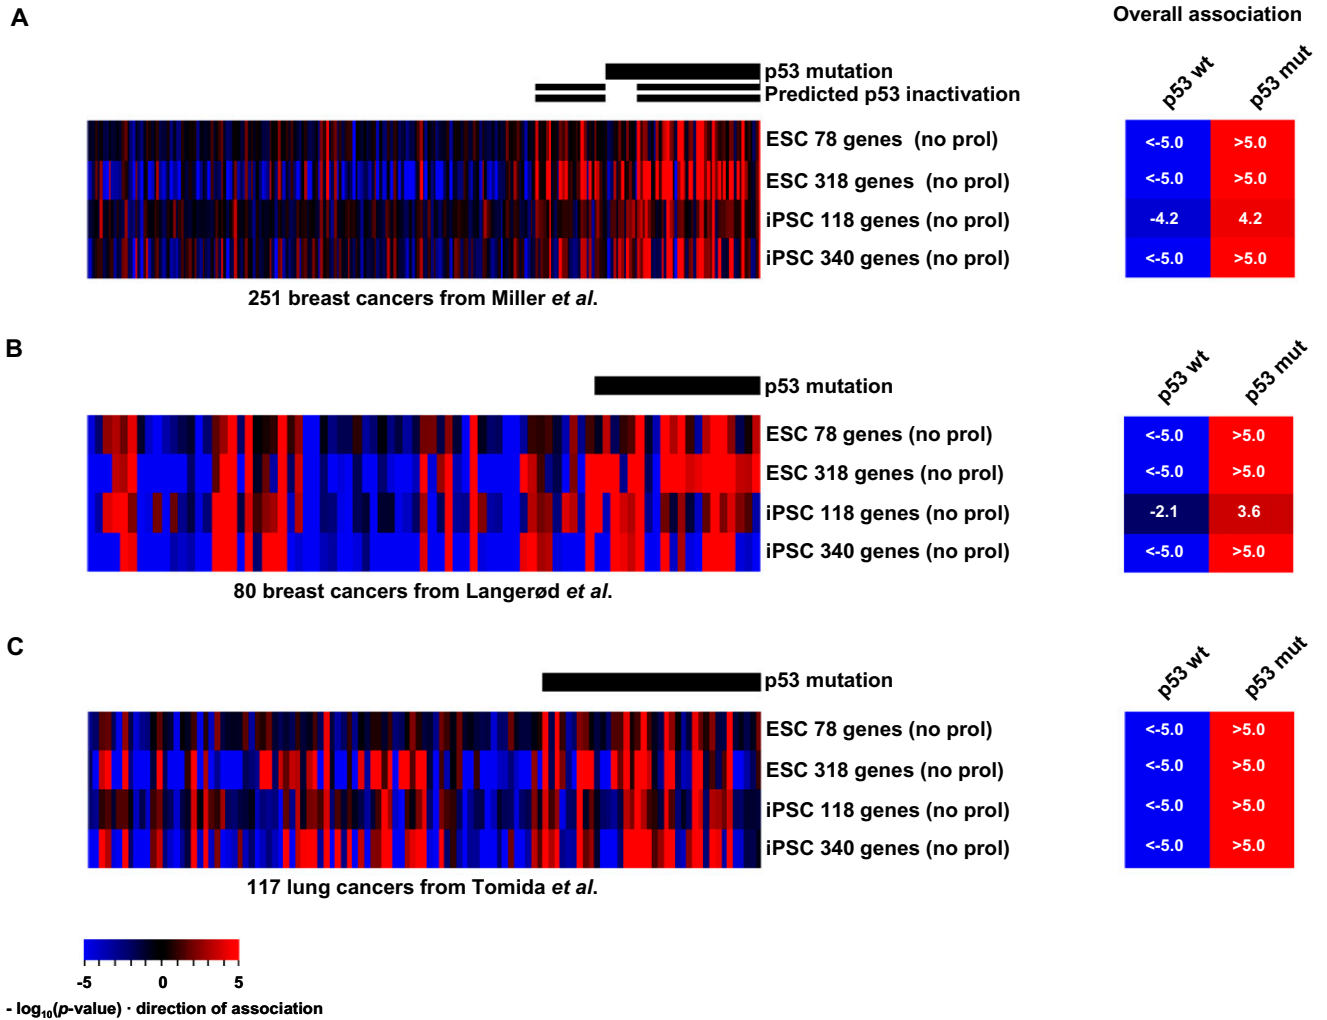 A
Overall association
p53 wt
p53 mut
p53 mutation
Predicted p53 inactivation
ESC 78 genes (no prol)
<-5.0
>5.0
ESC 318 genes (no prol)
<-5.0
>5.0
iPSC 118 genes (no prol)
-4.2
4.2
iPSC 340 genes (no prol)
<-5.0
>5.0
251 breast cancers from Miller et al.
B
p53 wt
p53 mut
p53 mutation
ESC 78 genes (no prol)
<-5.0
>5.0
ESC 318 genes (no prol)
<-5.0
>5.0
iPSC 118 genes (no prol)
-2.1
3.6
iPSC 340 genes (no prol)
<-5.0
>5.0
80 breast cancers from Langerød et al.
C
p53 wt
p53 mut
p53 mutation
ESC 78 genes (no prol)
<-5.0
>5.0
ESC 318 genes (no prol)
<-5.0
>5.0
iPSC 118 genes (no prol)
<-5.0
>5.0
iPSC 340 genes (no prol)
<-5.0
>5.0
117 lung cancers from Tomida et al.
-5 0 5
- log₁₀(p-value) · direction of association